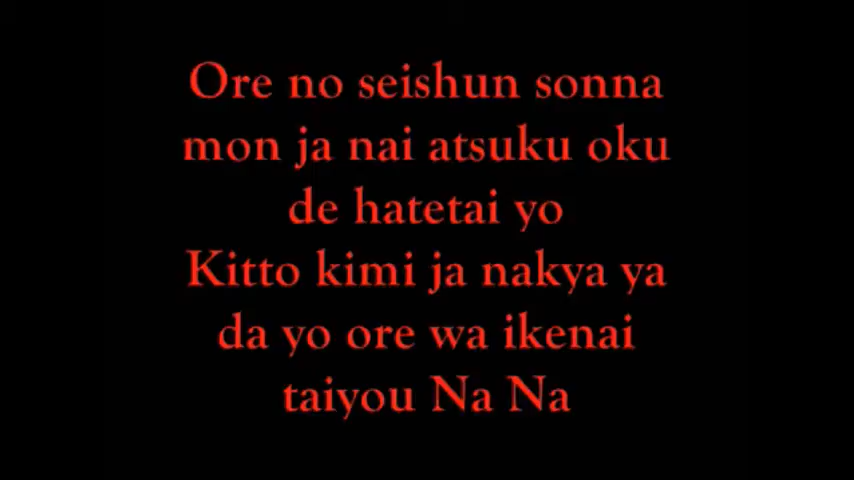 Ore no seishun sonna
mon ja nai atsuku oku
de hatetai yo
Kitto kimi ja nakya ya
da yo ore wa ikenai
taiyou Na Na